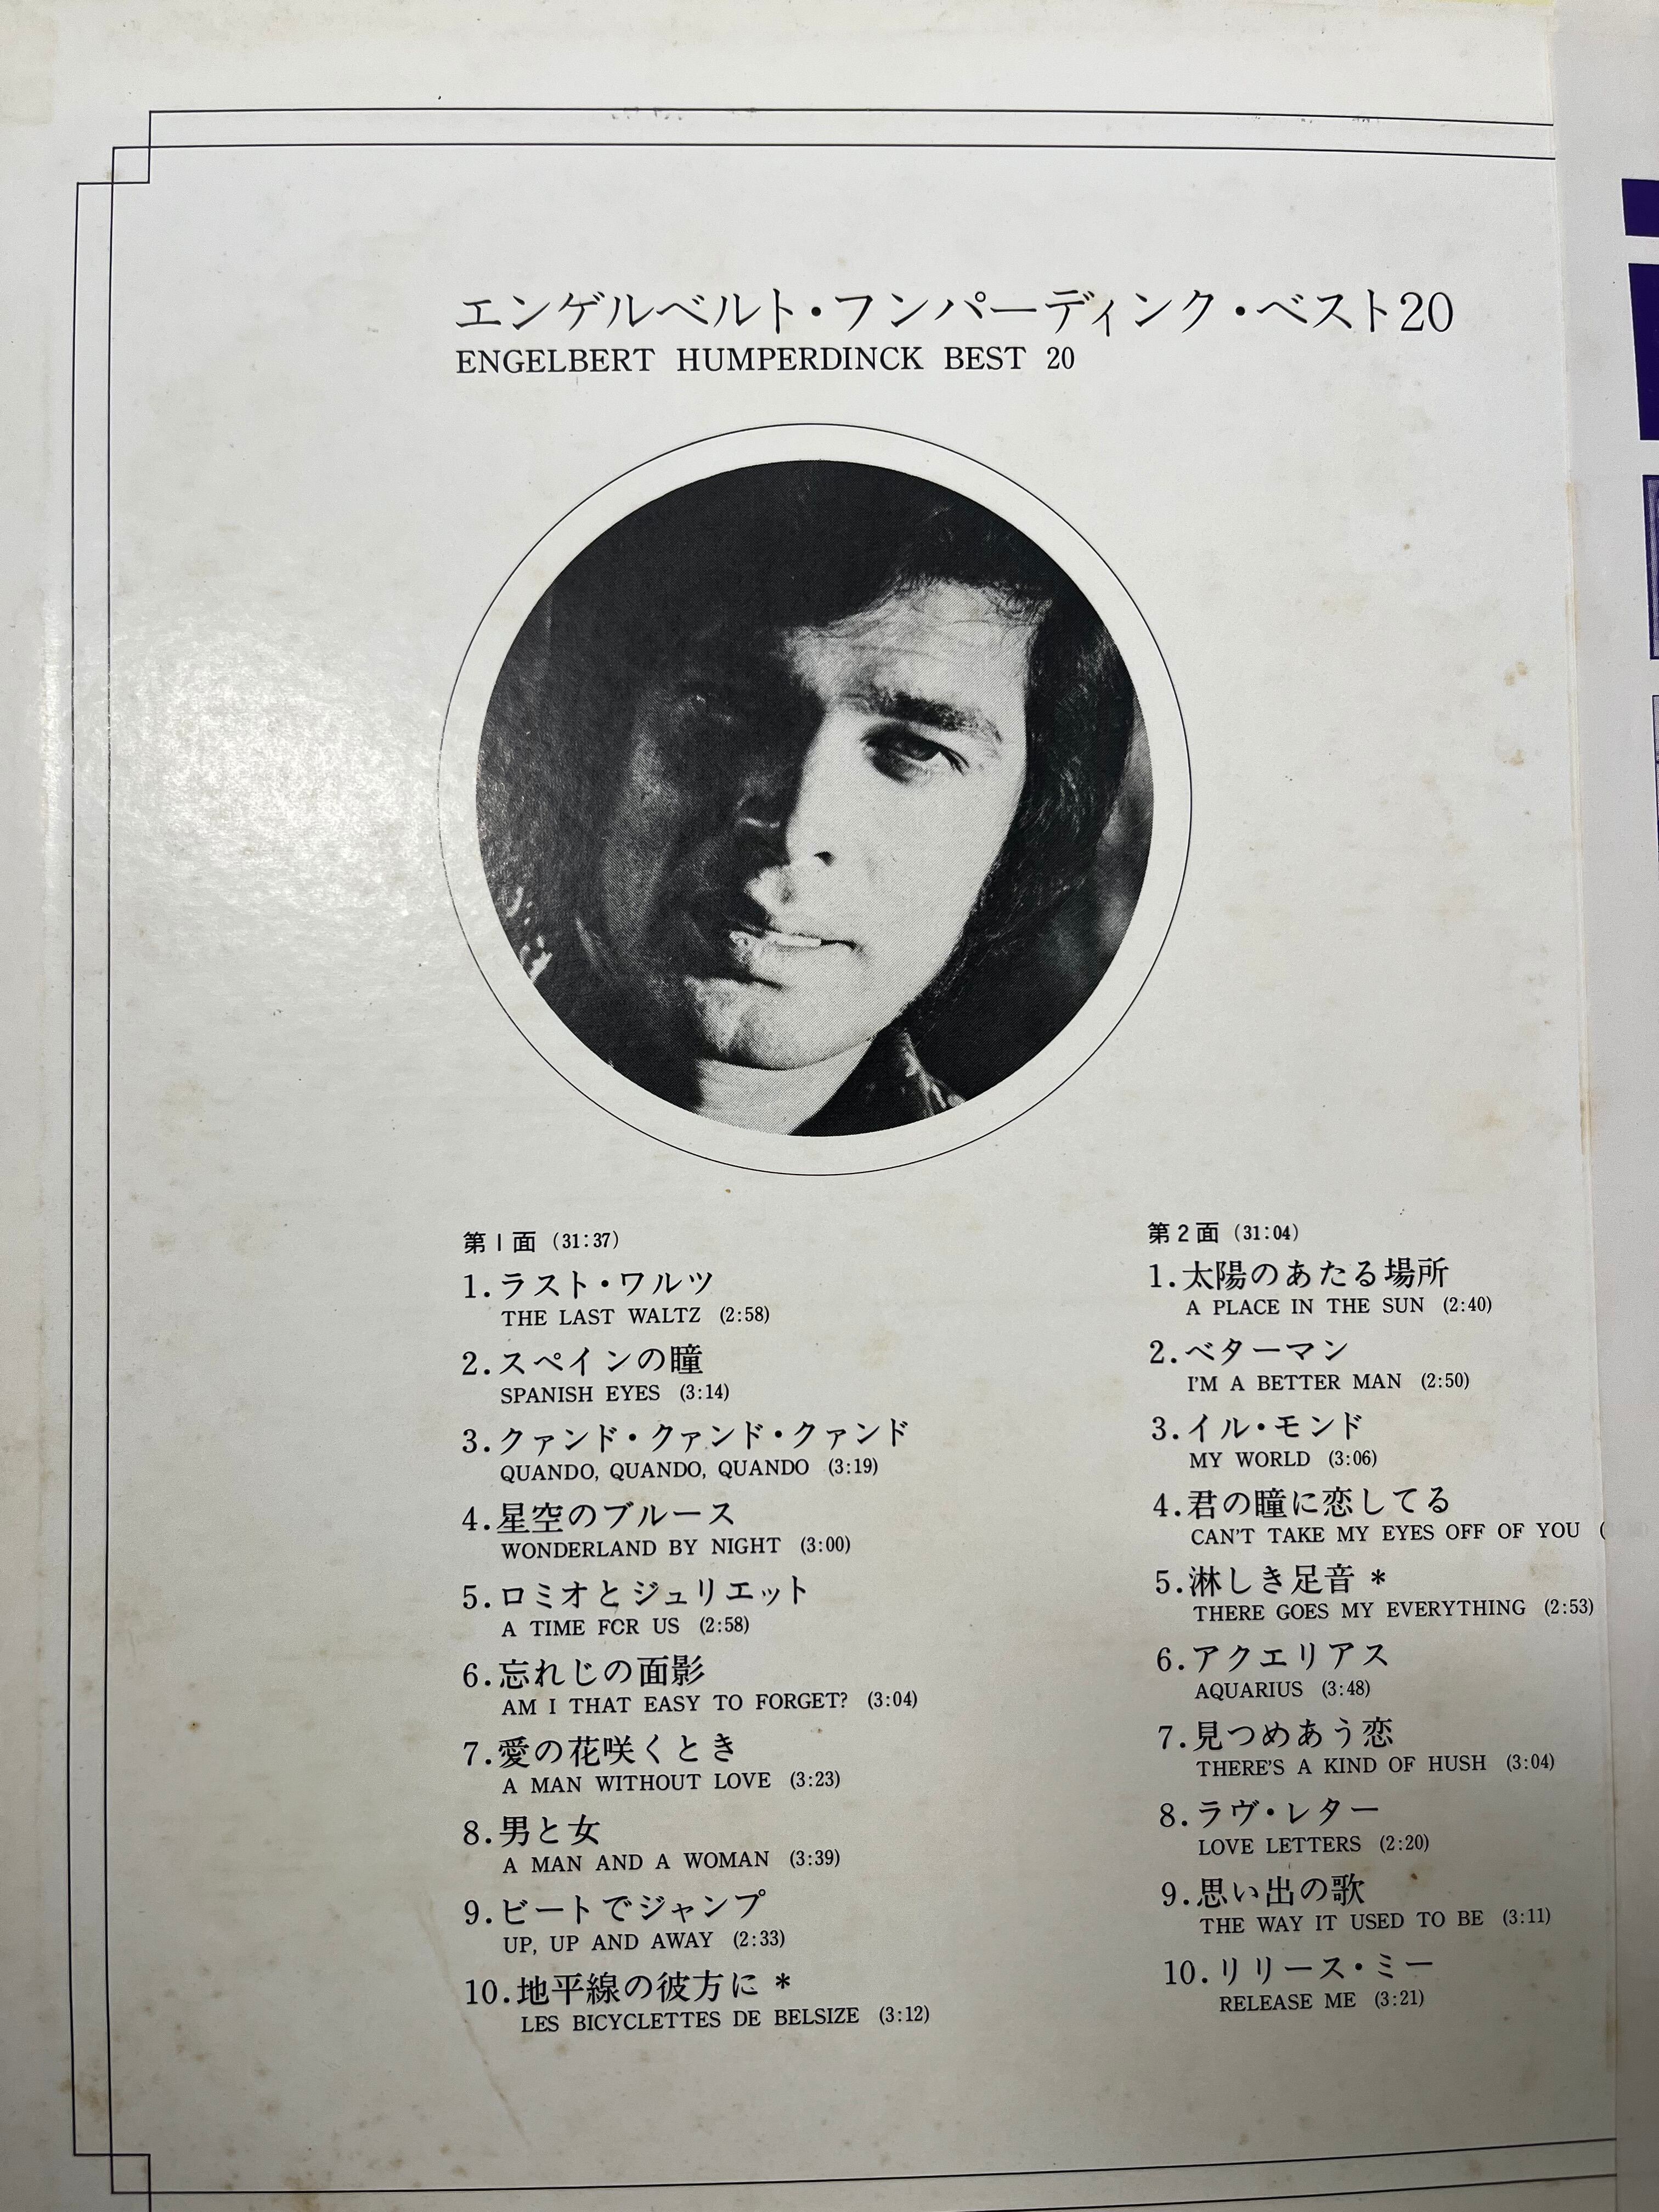 エンゲルベルト・フンパーディンク・ベスト20
ENGELBERT HUMPERDINCK BEST 20
第1面 (31:37)
1.ラスト・ワルツ
THE LAST WALTZ (2:58)
2.スペインの瞳
SPANISH EYES (3:14)
3.クァンド・クァンド・クァンド
QUANDO, QUANDO, QUANDO (3:19)
4.星空のブルース
WONDERLAND BY NIGHT (3:00)
5.ロミオとジュリエット
A TIME FOR US (2:58)
6.忘れじの面影
AM I THAT EASY TO FORGET? (3:04)
7.愛の花咲くとき
A MAN WITHOUT LOVE (3:23)
8.男と女
A MAN AND A WOMAN (3:39)
9.ビートでジャンプ
UP, UP AND AWAY (2:33)
10.地平線の彼方に *
LES BICYCLETTES DE BELSIZE (3:12)
第2面 (31:04)
1.太陽のあたる場所
A PLACE IN THE SUN (2:40)
2.ベターマン
I'M A BETTER MAN (2:50)
3.イル・モンド
MY WORLD (3:06)
4.君の瞳に恋してる
CAN'T TAKE MY EYES OFF OF YOU
5.淋しき足音 *
THERE GOES MY EVERYTHING (2:53)
6.アクエリアス
AQUARIUS (3:48)
7.見つめあう恋
THERE'S A KIND OF HUSH (3:04)
8.ラヴ・レター
LOVE LETTERS (2:20)
9.思い出の歌
THE WAY IT USED TO BE (3:11)
10.リリース・ミー
RELEASE ME (3:21)